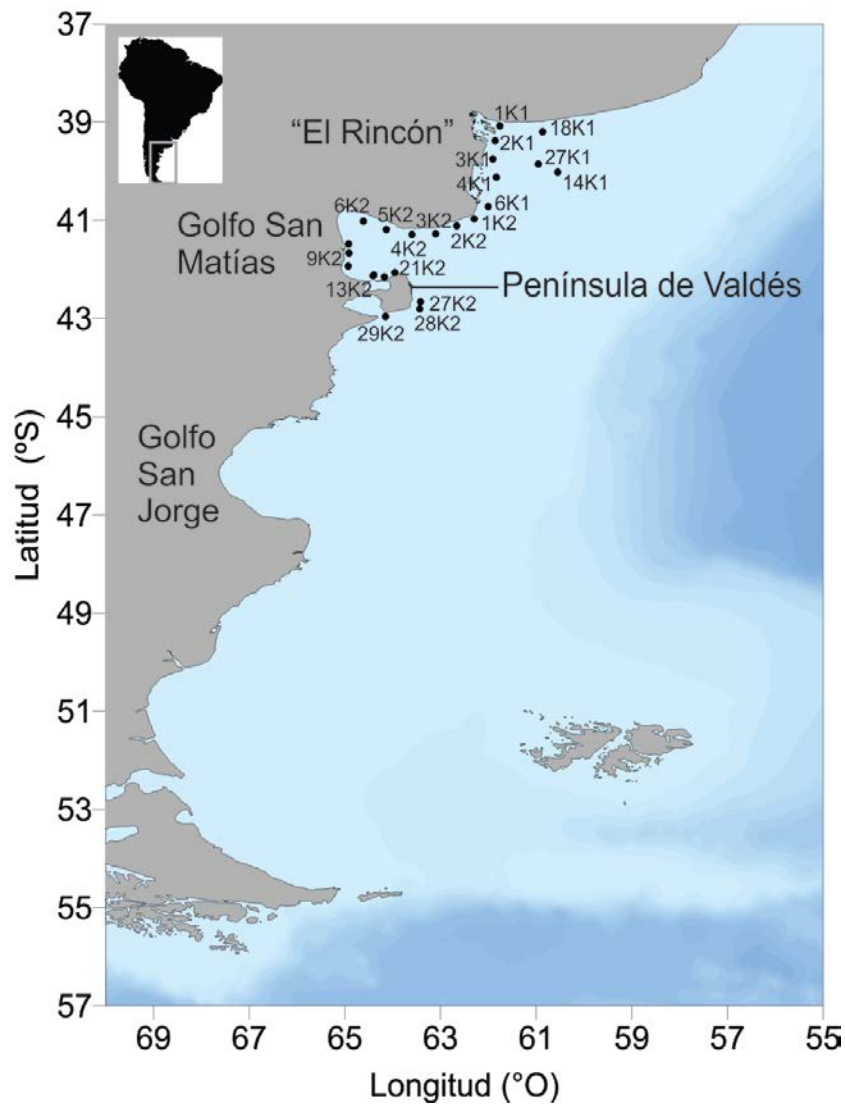 37
39
41
43
45
47
49
51
53
55
57
Latitud (ºS)
69
67
65
63
61
59
57
55
Longitud (°O)
"El Rincón"
1K1
18K1
2K1
27K1
3K1
14K1
4K1
6K1
6K2
5K2
3K2
1K2
2K2
4K2
Golfo San
Matías
9K2
21K2
13K2
Península de Valdés
27K2
28K2
29K2
Golfo
San
Jorge